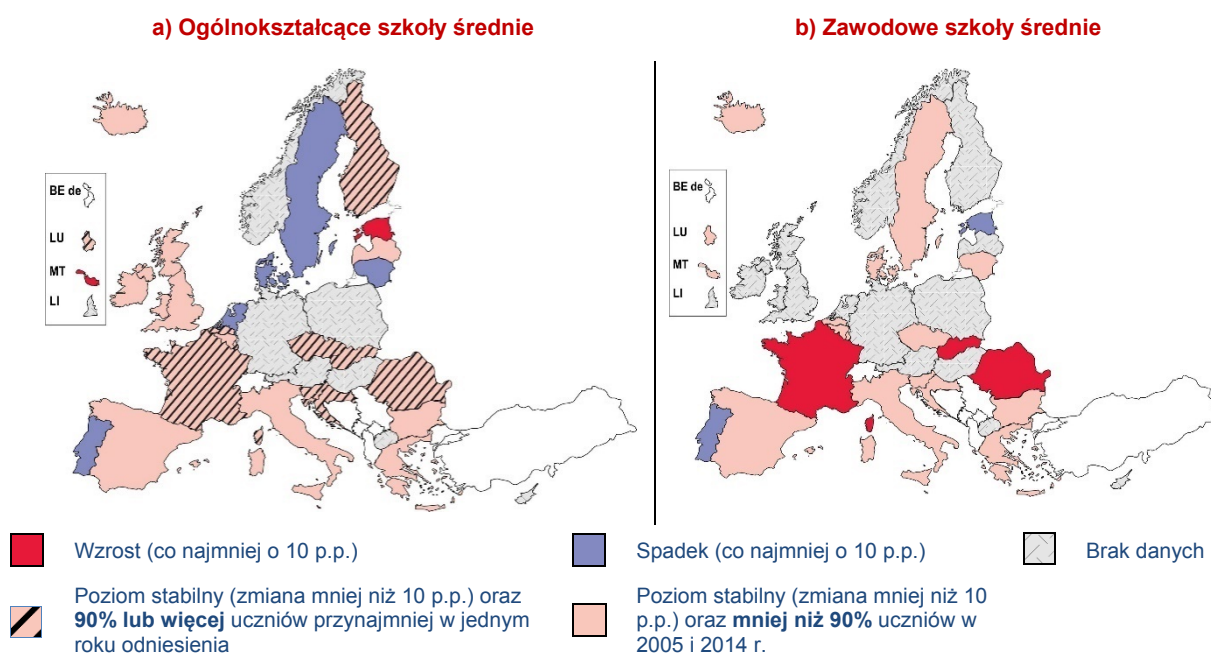 a) Ogólnokształcące szkoły średnie
b) Zawodowe szkoły średnie
BE de
LU
MT
LI
BE de
LU
MT
LI
Wzrost (co najmniej o 10 p.p.)
Spadek (co najmniej o 10 p.p.)
Brak danych
Poziom stabilny (zmiana mniej niż 10 p.p.) oraz
90% lub więcej uczniów przynajmniej w jednym
roku odniesienia
Poziom stabilny (zmiana mniej niż 10
p.p.) oraz mniej niż 90% uczniów w
2005 i 2014 r.